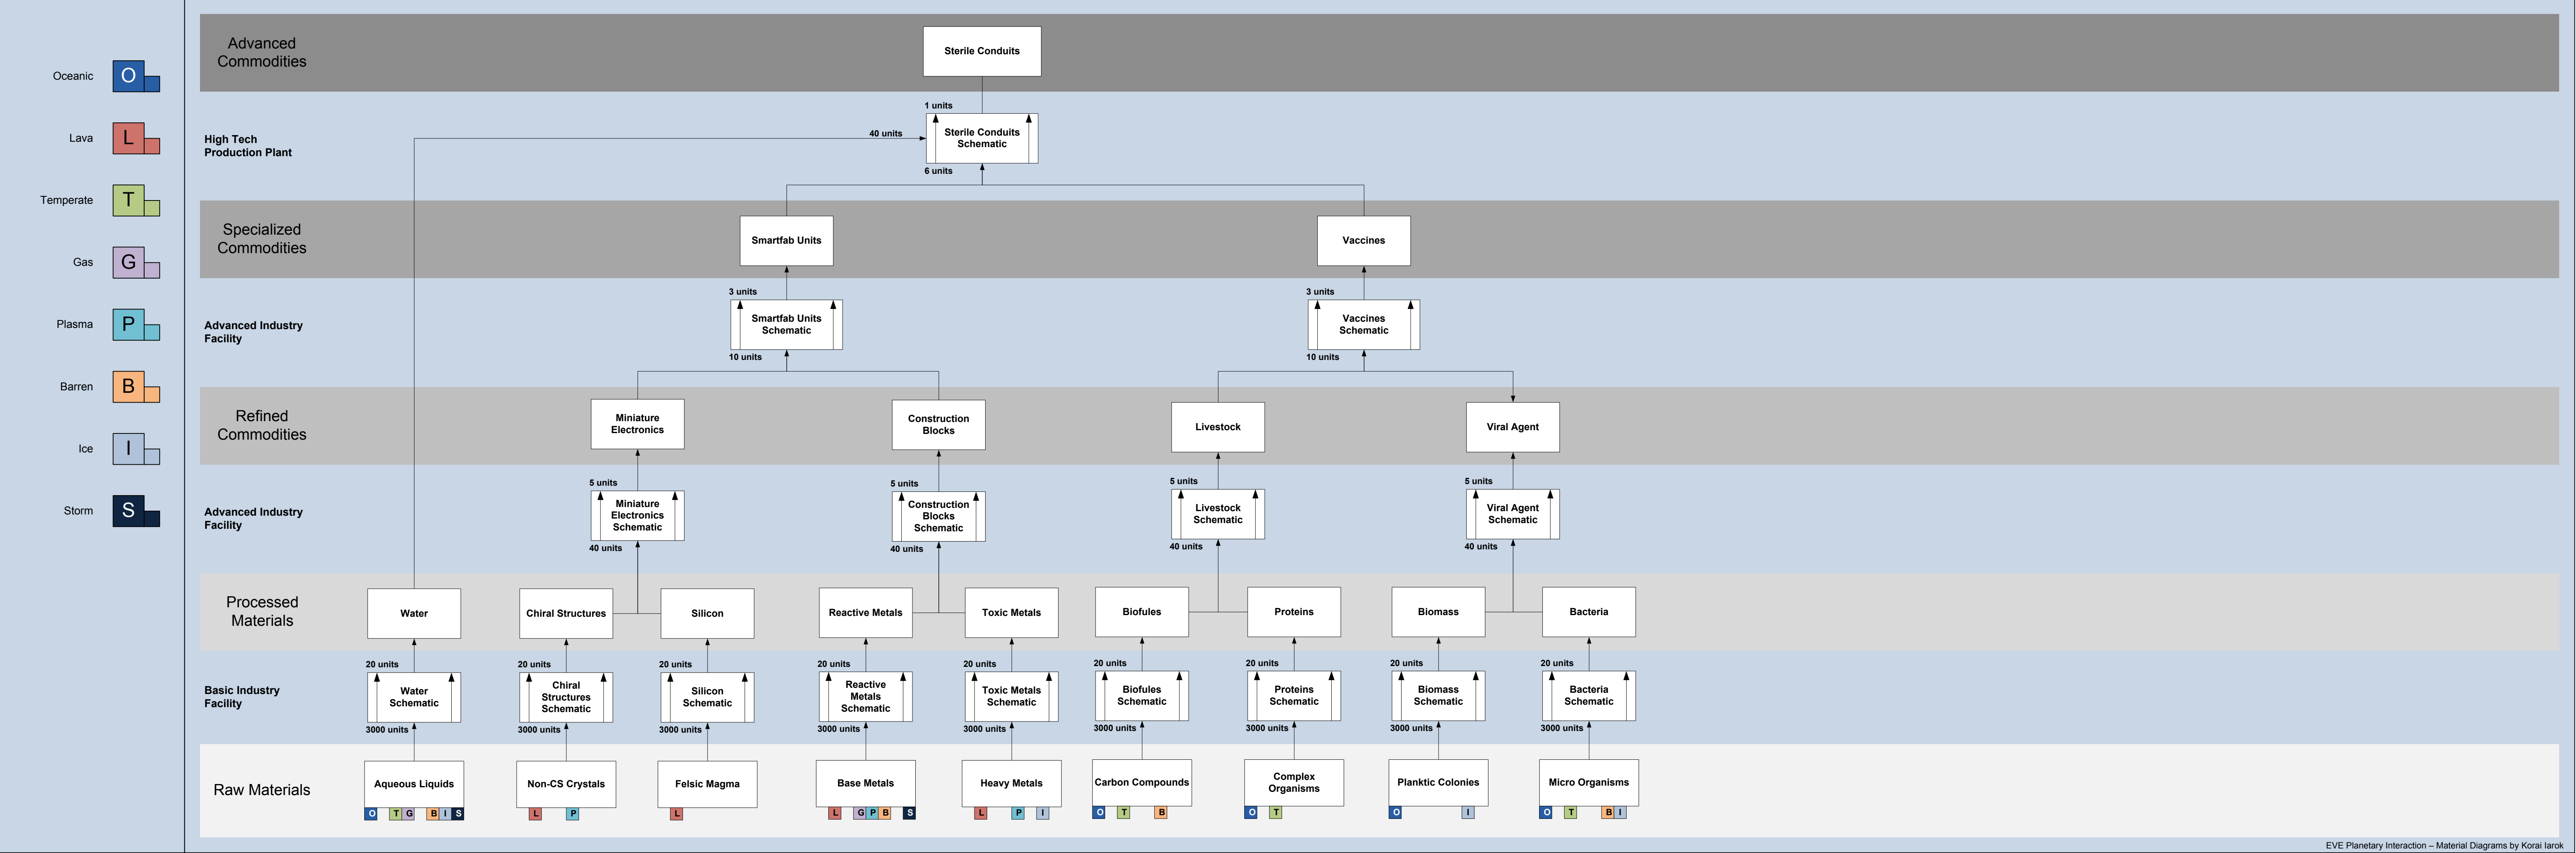 Oceanic
O
Lava
L
Temperate
T
Gas
G
Plasma
P
Barren
B
Ice
I
Storm
S
Advanced
Commodities
Sterile Conduits
High Tech
Production Plant
1 units
40 units
Sterile Conduits
Schematic
6 units
Specialized
Commodities
Smartfab Units
Vaccines
Advanced Industry
Facility
3 units
Smartfab Units
Schematic
10 units
3 units
Vaccines
Schematic
10 units
Refined
Commodities
Miniature
Electronics
Construction
Blocks
Livestock
Viral Agent
Advanced Industry
Facility
5 units
Miniature
Electronics
Schematic
40 units
5 units
Construction
Blocks
Schematic
40 units
5 units
Livestock
Schematic
40 units
5 units
Viral Agent
Schematic
40 units
Processed
Materials
Water
Chiral Structures
Silicon
Reactive Metals
Toxic Metals
Biofules
Proteins
Biomass
Bacteria
Basic Industry
Facility
20 units
Water
Schematic
3000 units
20 units
Chiral
Structures
Schematic
3000 units
20 units
Silicon
Schematic
3000 units
20 units
Reactive
Metals
Schematic
3000 units
20 units
Toxic Metals
Schematic
3000 units
20 units
Biofules
Schematic
3000 units
20 units
Proteins
Schematic
3000 units
20 units
Biomass
Schematic
3000 units
20 units
Bacteria
Schematic
3000 units
Raw Materials
Aqueous Liquids
O T G B I S
Non-CS Crystals
L P
Felsic Magma
L
Base Metals
L G P B S
Heavy Metals
L P I
Carbon Compounds
O T B
Complex
Organisms
O T
Planktic Colonies
O I
Micro Organisms
O T B I
EVE Planetary Interaction – Material Diagrams by Korai Iarok